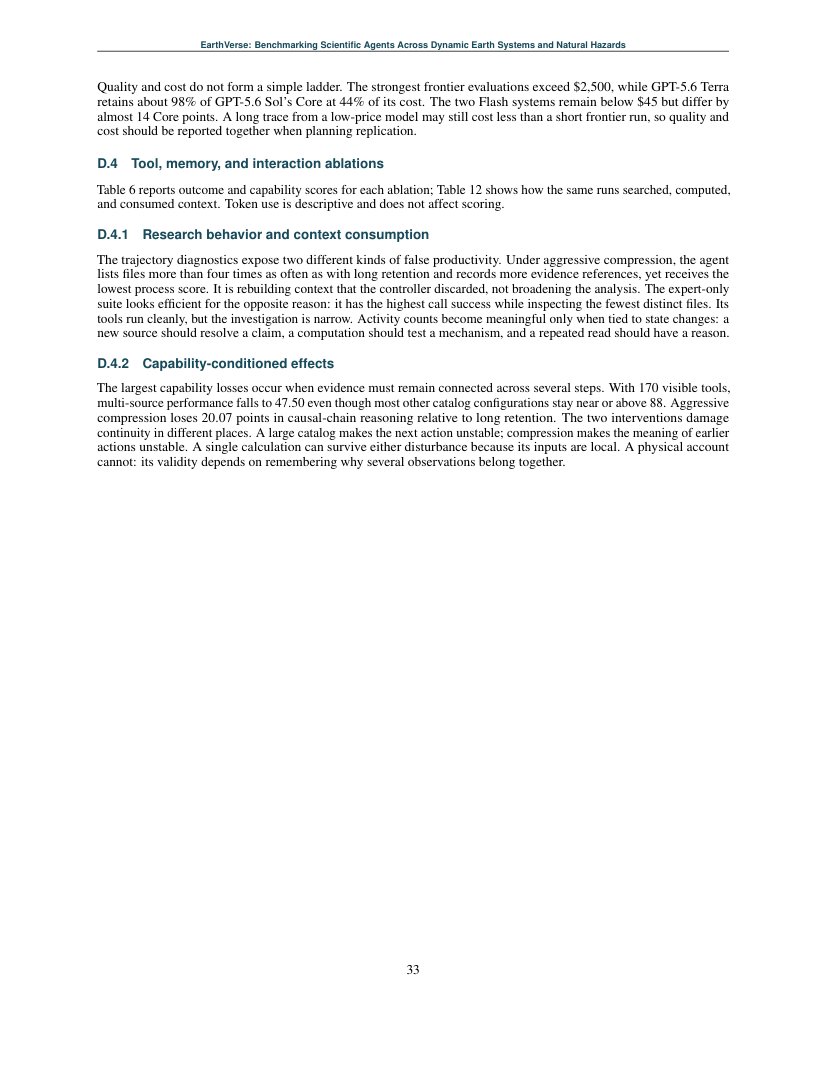 EarthVerse: Benchmarking Scientific Agents Across Dynamic Earth Systems and Natural Hazards
Quality and cost do not form a simple ladder. The strongest frontier evaluations exceed $2,500, while GPT-5.6 Terra
retains about 98% of GPT-5.6 Sol's Core at 44% of its cost. The two Flash systems remain below $45 but differ by
almost 14 Core points. A long trace from a low-price model may still cost less than a short frontier run, so quality and
cost should be reported together when planning replication.
D.4 Tool, memory, and interaction ablations
Table 6 reports outcome and capability scores for each ablation; Table 12 shows how the same runs searched, computed,
and consumed context. Token use is descriptive and does not affect scoring.
D.4.1 Research behavior and context consumption
The trajectory diagnostics expose two different kinds of false productivity. Under aggressive compression, the agent
lists files more than four times as often as with long retention and records more evidence references, yet receives the
lowest process score. It is rebuilding context that the controller discarded, not broadening the analysis. The expert-only
suite looks efficient for the opposite reason: it has the highest call success while inspecting the fewest distinct files. Its
tools run cleanly, but the investigation is narrow. Activity counts become meaningful only when tied to state changes: a
new source should resolve a claim, a computation should test a mechanism, and a repeated read should have a reason.
D.4.2 Capability-conditioned effects
The largest capability losses occur when evidence must remain connected across several steps. With 170 visible tools,
multi-source performance falls to 47.50 even though most other catalog configurations stay near or above 88. Aggressive
compression loses 20.07 points in causal-chain reasoning relative to long retention. The two interventions damage
continuity in different places. A large catalog makes the next action unstable; compression makes the meaning of earlier
actions unstable. A single calculation can survive either disturbance because its inputs are local. A physical account
cannot: its validity depends on remembering why several observations belong together.
33